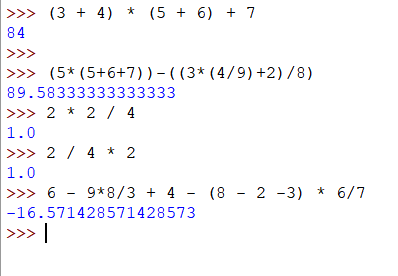 >>> (3 + 4) * (5 + 6) + 7
84
>>>
>>> (5*(5+6+7))-((3*(4/9)+2)/8)
89.58333333333333
>>> 2 * 2 / 4
1.0
>>> 2 / 4 * 2
1.0
>>> 6 - 9*8/3 + 4 - (8 - 2 -3) * 6/7
-16.571428571428573
>>>